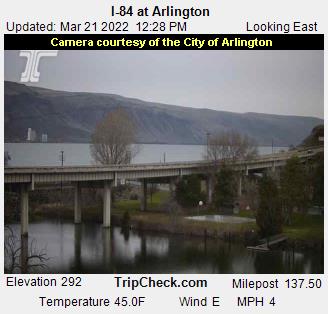 I-84 at Arlington
Updated: Mar 21 2022 12:28 PM Looking East
Camera courtesy of the City of Arlington
Elevation 292 TripCheck.com Milepost 137.50
Temperature 45.0F Wind E MPH 4